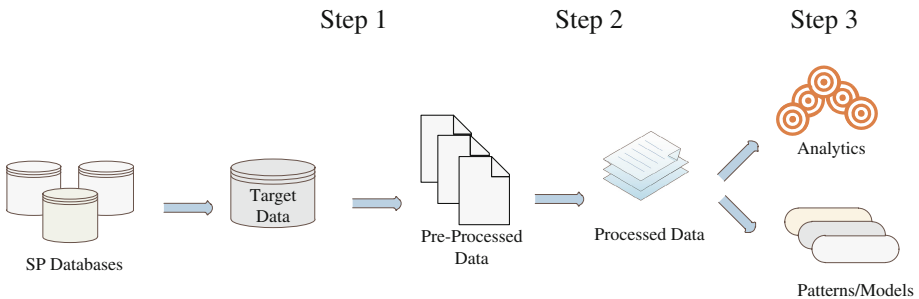 Step 1
Step 2
Step 3
Analytics
Target
Data
SP Databases
Pre-Processed
Data
Processed Data
Patterns/Models